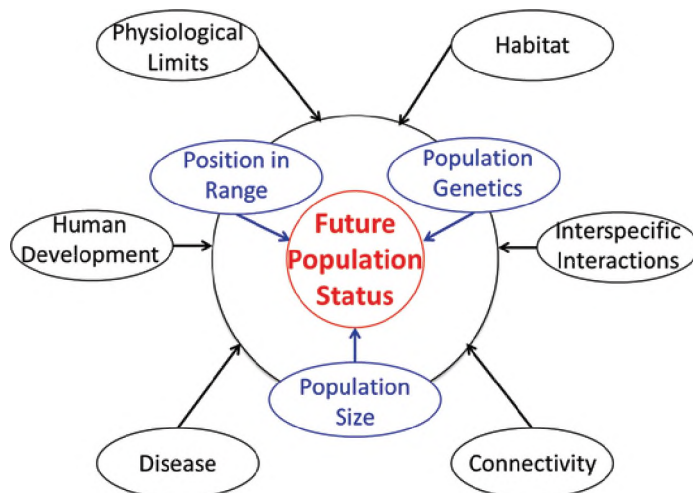 Physiological
Limits
Habitat
Position in
Range
Population
Genetics
Future
Population
Status
Human
Development
Interspecific
Interactions
Population
Size
Disease
Connectivity